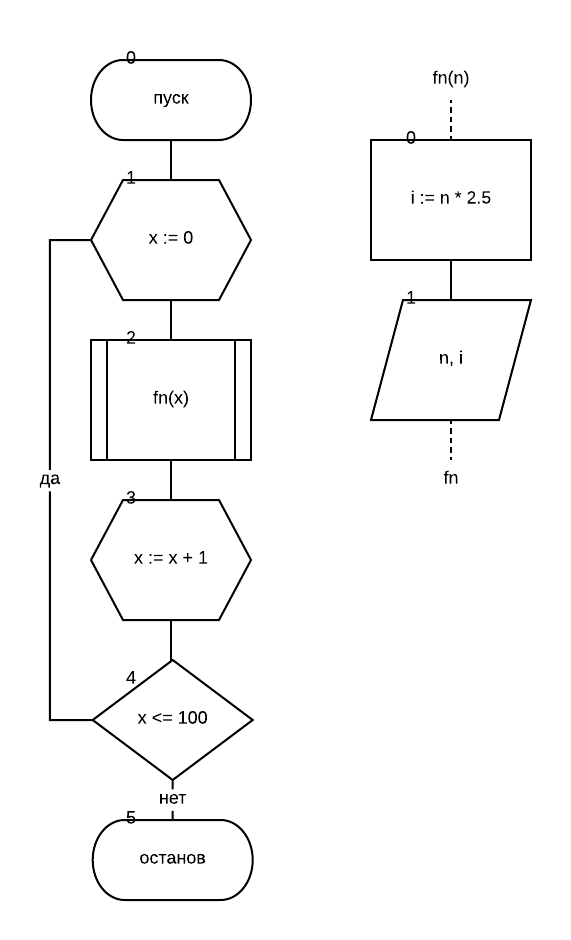 0
пуск
1
x := 0
2
fn(x)
да
3
x := x + 1
4
x <= 100
нет
5
останов
fn(n)
0
i := n * 2.5
1
n, i
fn